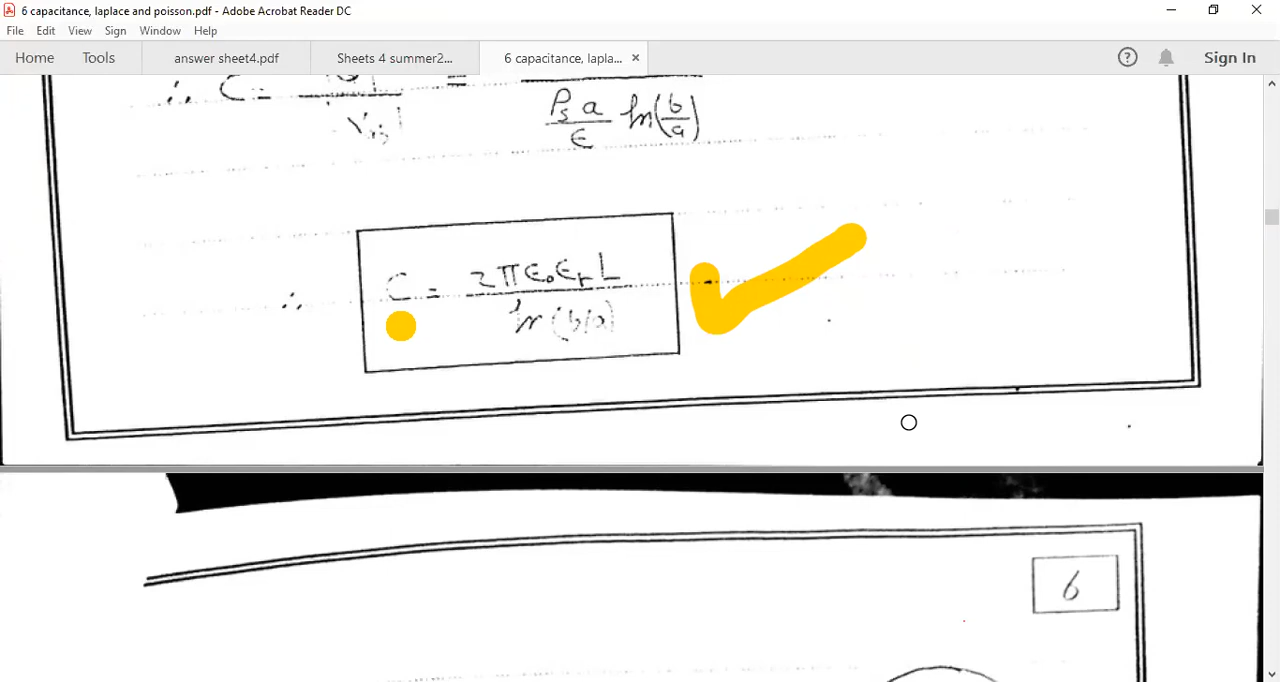 6 capacitance, laplace and poisson.pdf - Adobe Acrobat Reader DC
File Edit View Sign Window Help
Home Tools answer sheet4.pdf Sheets 4 summer2... 6 capacitance, lapla... × ? Sign In
∴ C = =
ρs a / ε ln(b/a)
∴ C = 2πε₀εr L / ln(b/a)
6